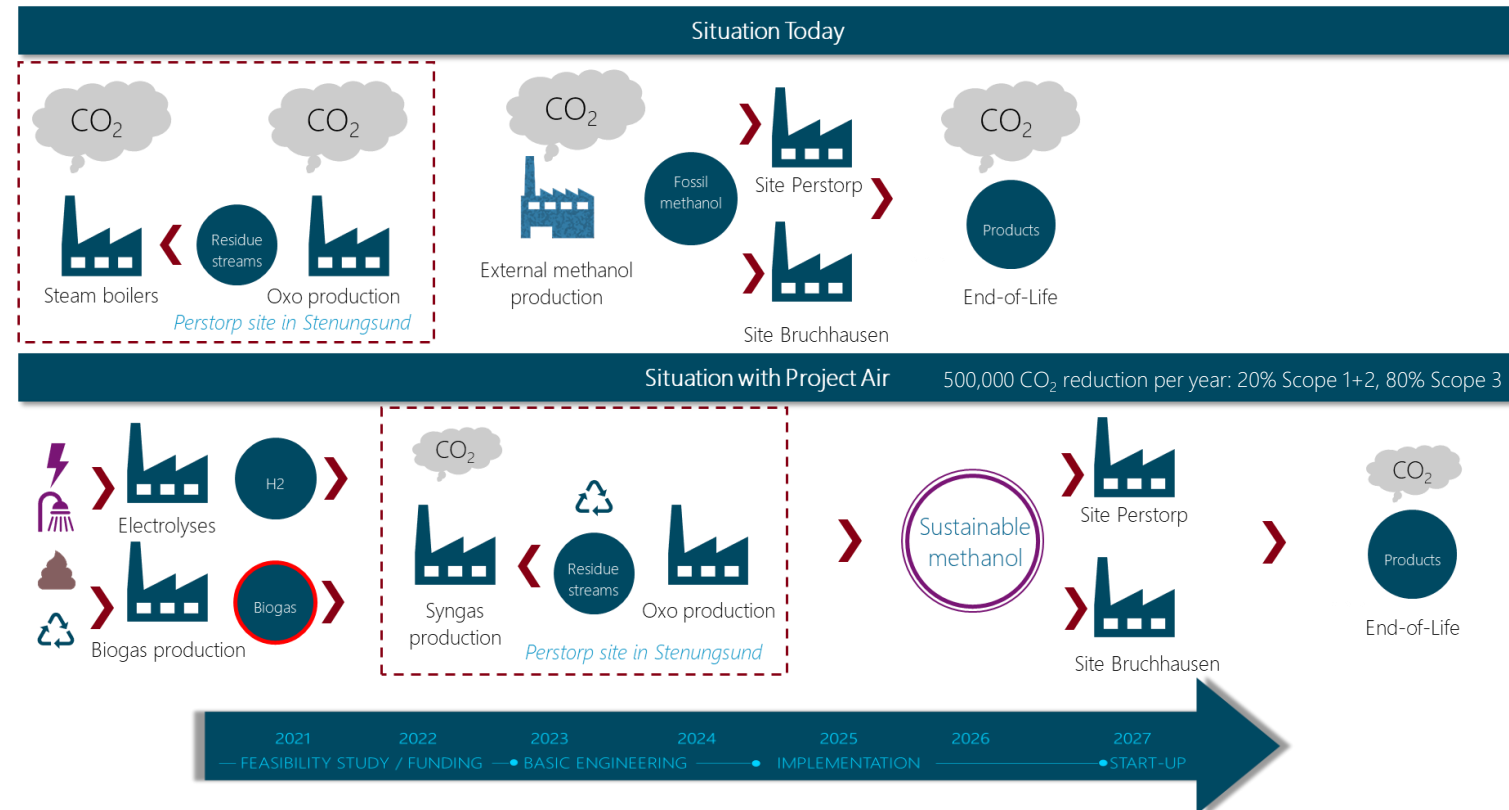 Situation Today
CO₂
CO₂
CO₂
CO₂
Fossil
methanol
Site Perstorp
Residue
streams
Products
Steam boilers
Oxo production
Perstorp site in Stenungsund
External methanol
production
End-of-Life
Site Bruchhausen
Situation with Project Air
500,000 CO₂ reduction per year: 20% Scope 1+2, 80% Scope 3
CO₂
CO₂
H2
Electrolyses
Site Perstorp
Sustainable
methanol
Residue
streams
Products
Biogas
Syngas
production
Oxo production
Biogas production
Perstorp site in Stenungsund
End-of-Life
Site Bruchhausen
2021 2022 2023 2024 2025 2026 2027
FEASIBILITY STUDY / FUNDING BASIC ENGINEERING IMPLEMENTATION START-UP